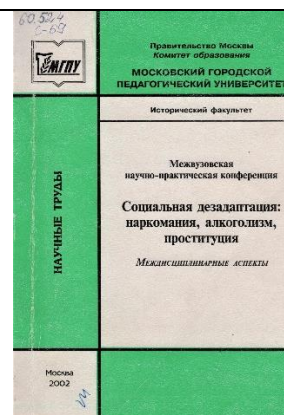 60.524
С-69
МГПУ
НАУЧНЫЕ ТРУДЫ
Москва
2002
Правительство Москвы
Комитет образования
МОСКОВСКИЙ ГОРОДСКОЙ
ПЕДАГОГИЧЕСКИЙ УНИВЕРСИТЕТ
Исторический факультет
Межвузовская
научно-практическая конференция
Социальная дезадаптация:
наркомания, алкоголизм,
проституция
Междисциплинарные аспекты